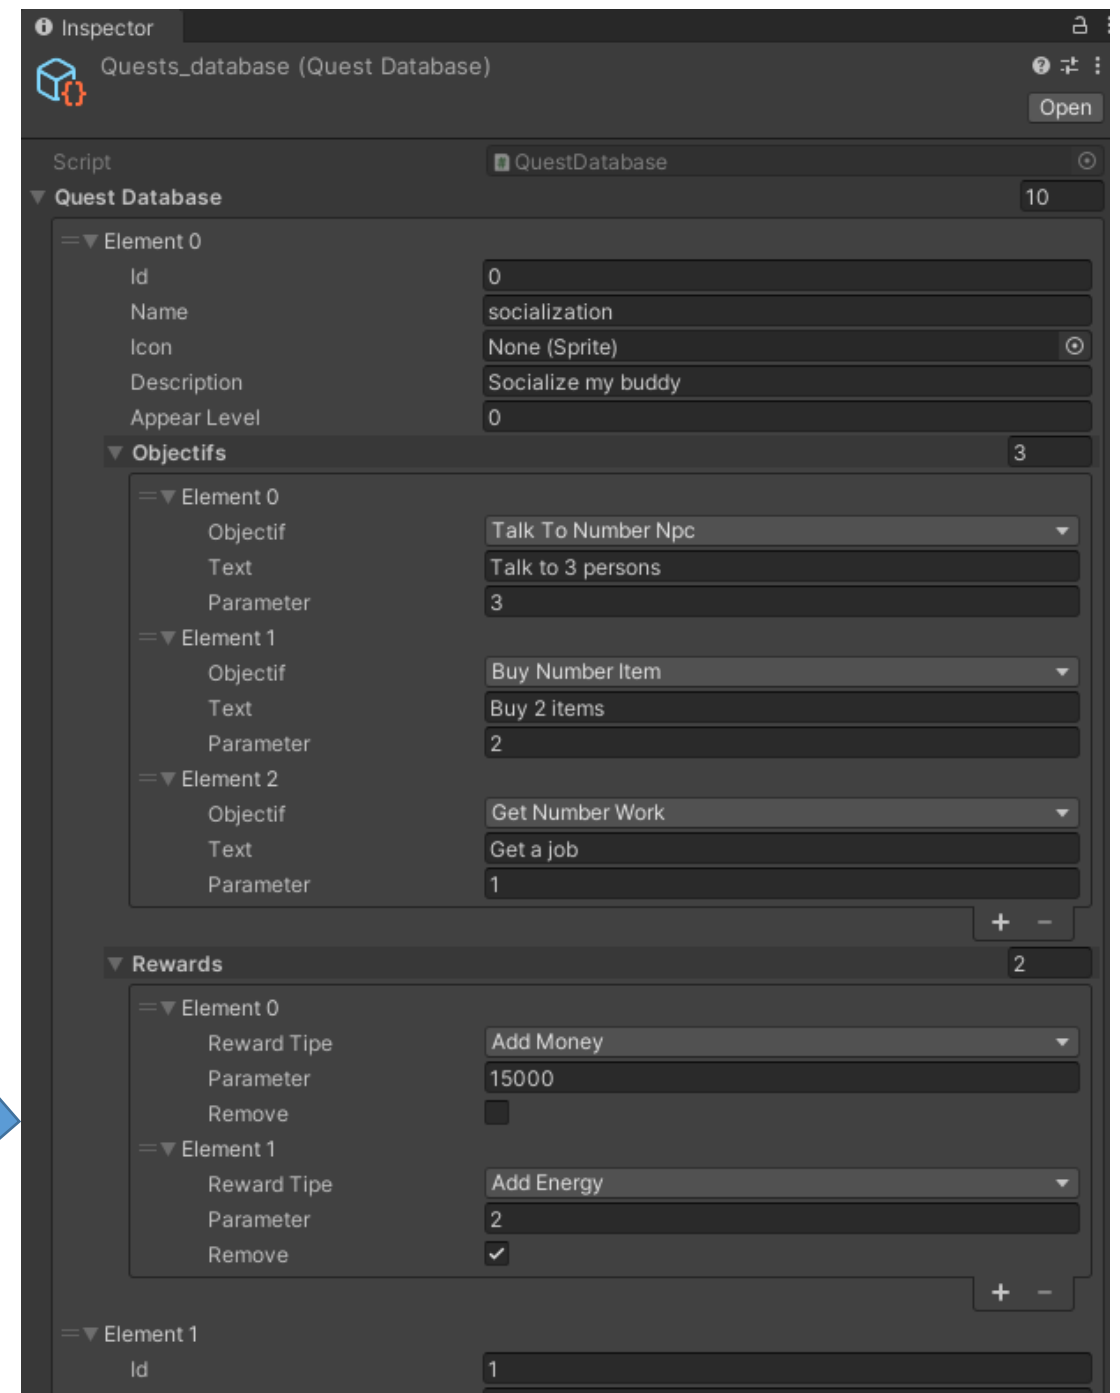 Inspector
Quests_database (Quest Database)
Open
Script QuestDatabase
Quest Database 10
Element 0
Id 0
Name socialization
Icon None (Sprite)
Description Socialize my buddy
Appear Level 0
Objectifs 3
Element 0
Objectif Talk To Number Npc
Text Talk to 3 persons
Parameter 3
Element 1
Objectif Buy Number Item
Text Buy 2 items
Parameter 2
Element 2
Objectif Get Number Work
Text Get a job
Parameter 1
+ −
Rewards 2
Element 0
Reward Tipe Add Money
Parameter 15000
Remove
Element 1
Reward Tipe Add Energy
Parameter 2
Remove
+ −
Element 1
Id 1